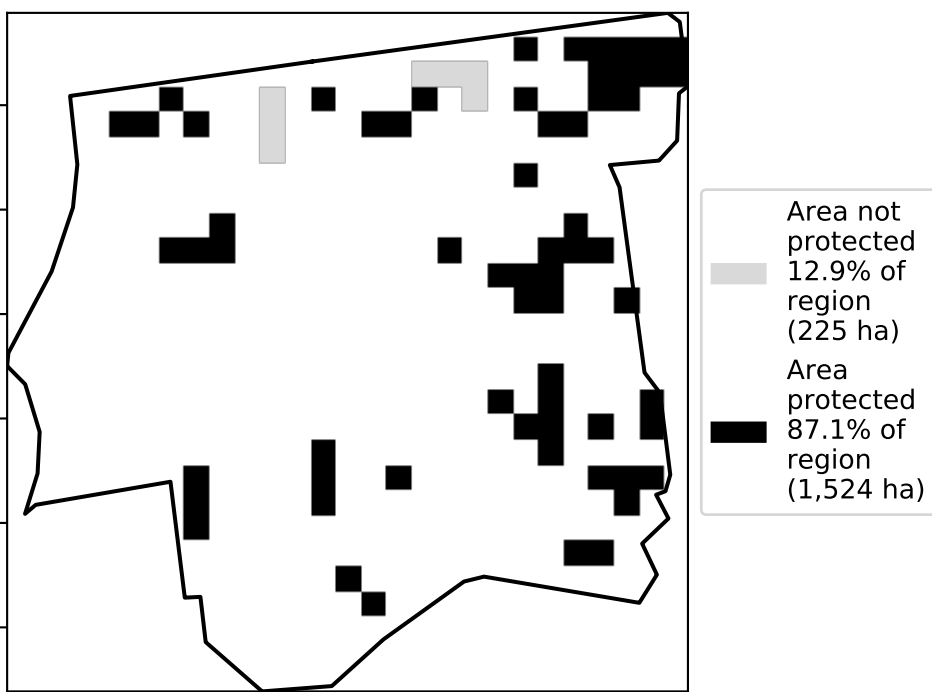 Area not
protected
12.9% of
region
(225 ha)
Area
protected
87.1% of
region
(1,524 ha)